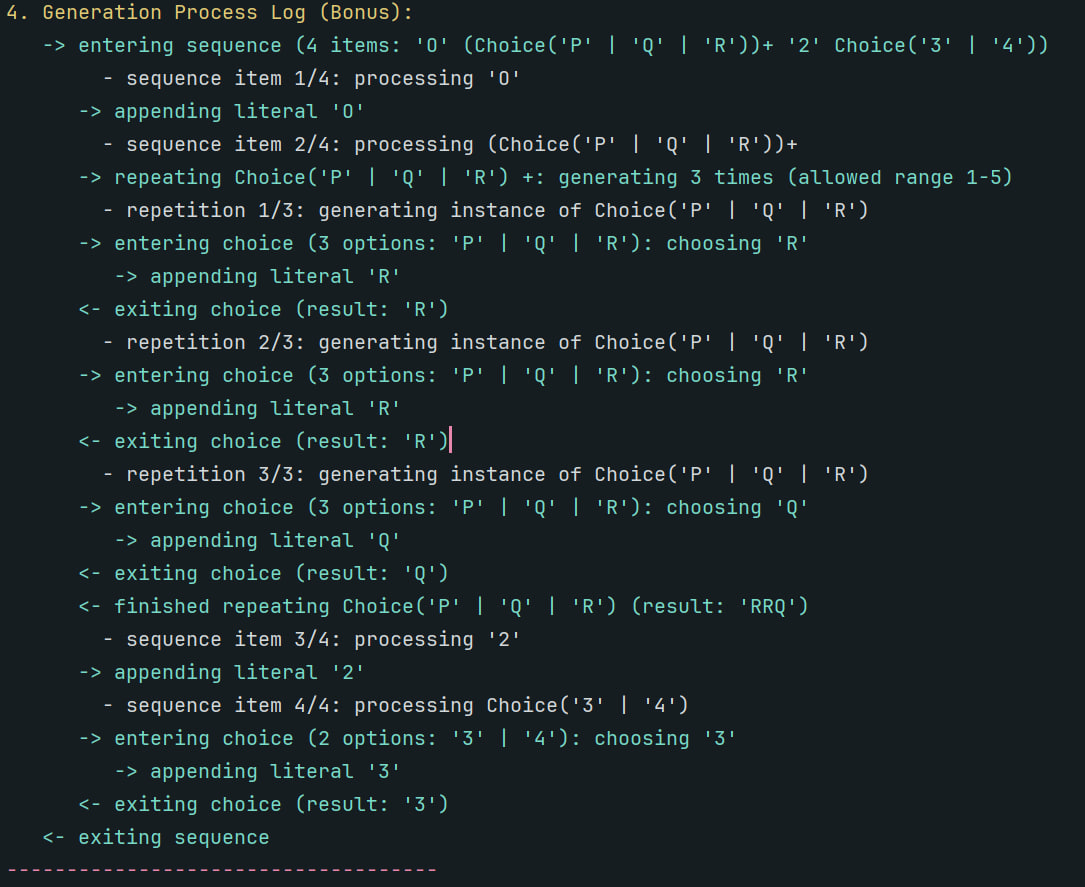 4. Generation Process Log (Bonus):
-> entering sequence (4 items: 'O' (Choice('P' | 'Q' | 'R'))+ '2' Choice('3' | '4'))
- sequence item 1/4: processing 'O'
-> appending literal 'O'
- sequence item 2/4: processing (Choice('P' | 'Q' | 'R'))+
-> repeating Choice('P' | 'Q' | 'R') +: generating 3 times (allowed range 1-5)
- repetition 1/3: generating instance of Choice('P' | 'Q' | 'R')
-> entering choice (3 options: 'P' | 'Q' | 'R'): choosing 'R'
-> appending literal 'R'
<- exiting choice (result: 'R')
- repetition 2/3: generating instance of Choice('P' | 'Q' | 'R')
-> entering choice (3 options: 'P' | 'Q' | 'R'): choosing 'R'
-> appending literal 'R'
<- exiting choice (result: 'R')
- repetition 3/3: generating instance of Choice('P' | 'Q' | 'R')
-> entering choice (3 options: 'P' | 'Q' | 'R'): choosing 'Q'
-> appending literal 'Q'
<- exiting choice (result: 'Q')
<- finished repeating Choice('P' | 'Q' | 'R') (result: 'RRQ')
- sequence item 3/4: processing '2'
-> appending literal '2'
- sequence item 4/4: processing Choice('3' | '4')
-> entering choice (2 options: '3' | '4'): choosing '3'
-> appending literal '3'
<- exiting choice (result: '3')
<- exiting sequence
------------------------------------